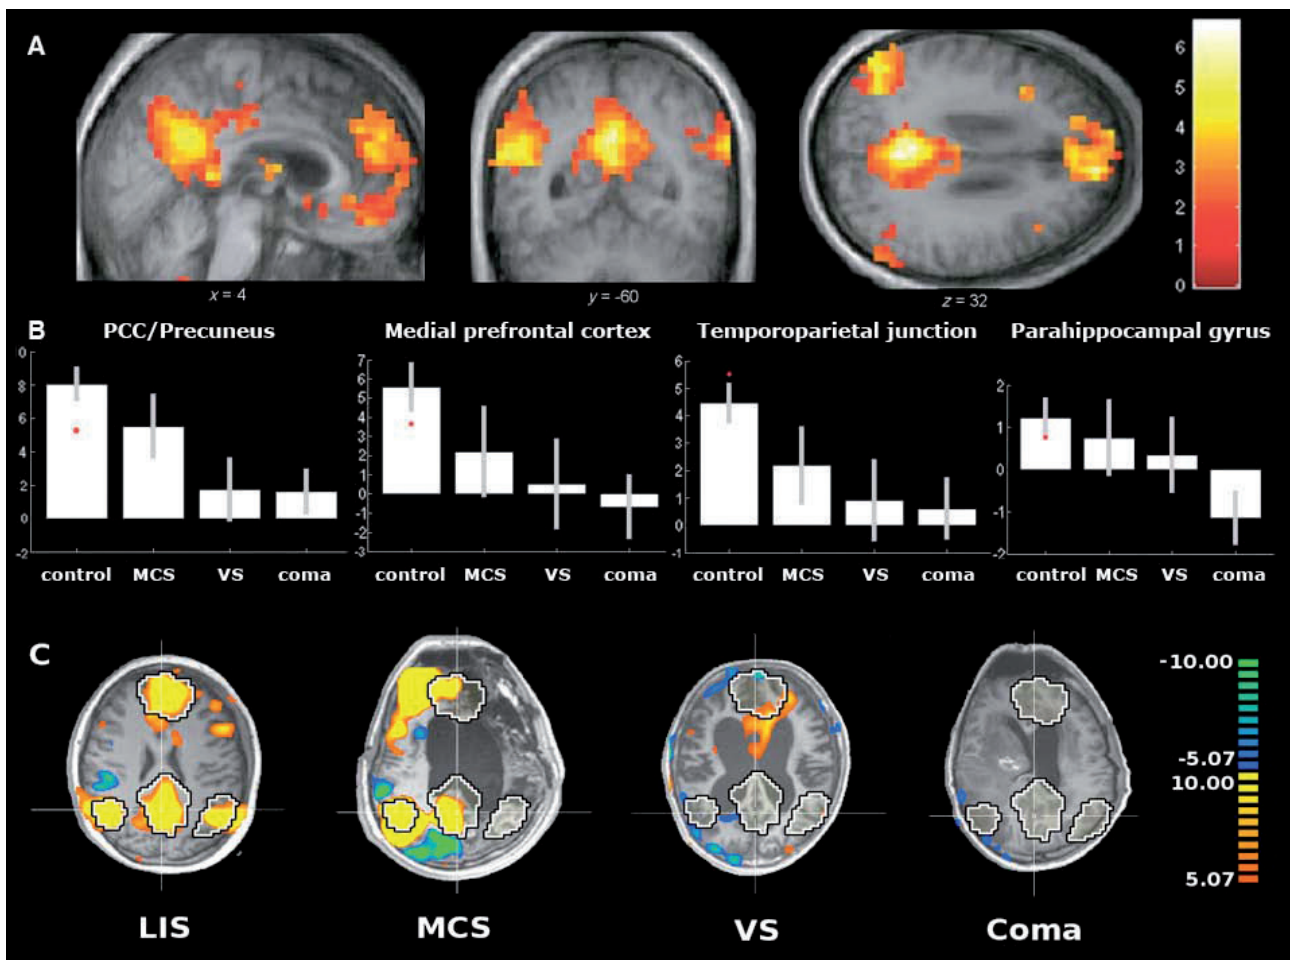 A
x = 4
y = -60
z = 32
6
5
4
3
2
1
0
B
PCC/Precuneus
Medial prefrontal cortex
Temporoparietal junction
Parahippocampal gyrus
0
8
6
4
2
0
-2
control MCS VS coma
7
6
5
4
3
2
1
0
-1
-2
-3
control MCS VS coma
6
5
4
3
2
1
0
-1
control MCS VS coma
2
1
0
-1
-2
control MCS VS coma
C
-10.00
-5.07
10.00
5.07
LIS
MCS
VS
Coma